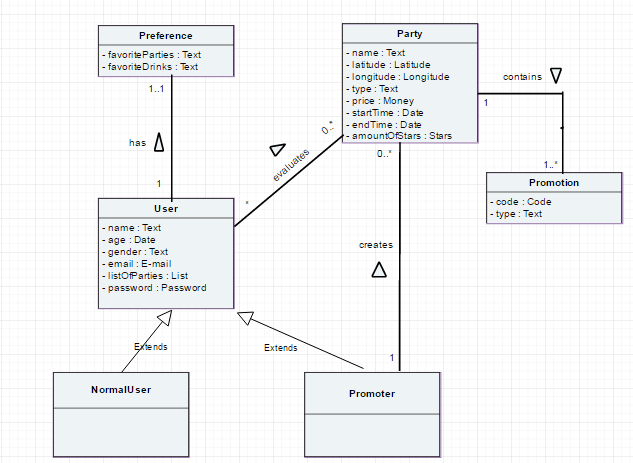 Preference
- favoriteParties : Text
- favoriteDrinks : Text
Party
- name : Text
- latitude : Latitude
- longitude : Longitude
- type : Text
- price : Money
- startTime : Date
- endTime : Date
- amountOfStars : Stars
contains
1
1..*
Promotion
- code : Code
- type : Text
1..1
has
1
evaluates
0..*
*
User
- name : Text
- age : Date
- gender : Text
- email : E-mail
- listOfParties : List
- password : Password
0..*
creates
1
Extends
Extends
NormalUser
Promoter